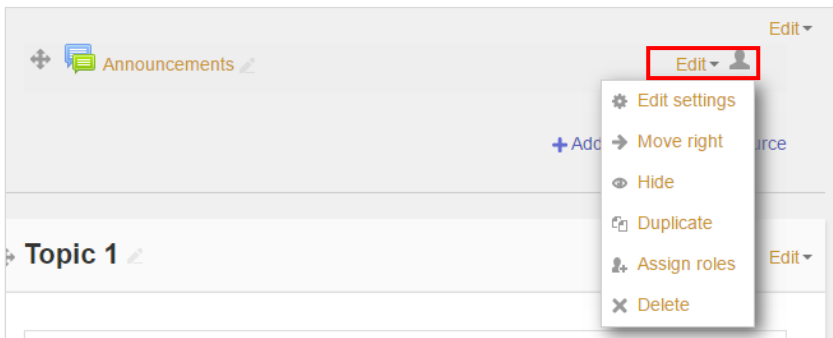 Edit
Announcements
Edit
Edit settings
Add
Move right
urce
Hide
Duplicate
Topic 1
Edit
Assign roles
Delete